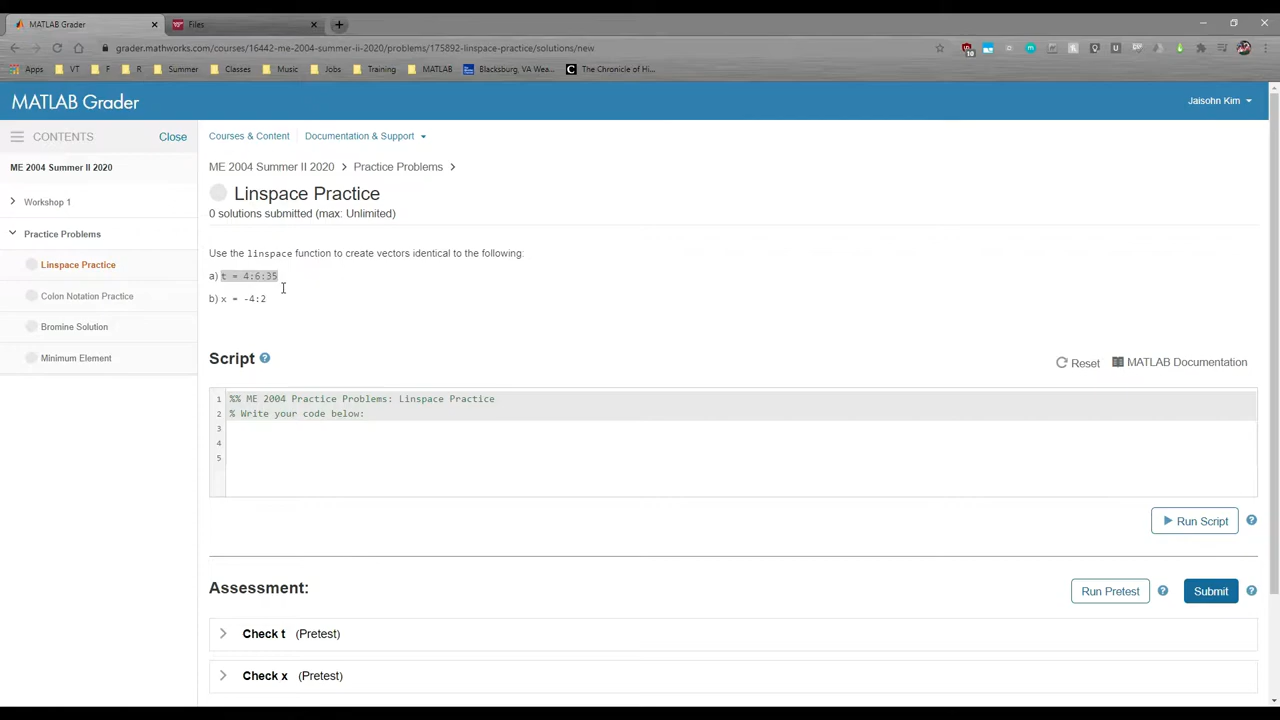 MATLAB Grader
Files
grader.mathworks.com/courses/16442-me-2004-summer-ii-2020/problems/175892-linspace-practice/solutions/new
Apps VT F R Summer Classes Music Jobs Training MATLAB Blacksburg, VA Wea... The Chronicle of Hi...
MATLAB Grader
Jaisohn Kim
CONTENTS Close
Courses & Content Documentation & Support
ME 2004 Summer II 2020
Workshop 1
Practice Problems
Linspace Practice
Colon Notation Practice
Bromine Solution
Minimum Element
ME 2004 Summer II 2020 > Practice Problems >
Linspace Practice
0 solutions submitted (max: Unlimited)
Use the linspace function to create vectors identical to the following:
a) t = 4:6:35
b) x = -4:2
Script ?
Reset MATLAB Documentation
1 %% ME 2004 Practice Problems: Linspace Practice
2 % Write your code below:
3
4
5
Run Script ?
Assessment:
Run Pretest ? Submit ?
Check t (Pretest)
Check x (Pretest)